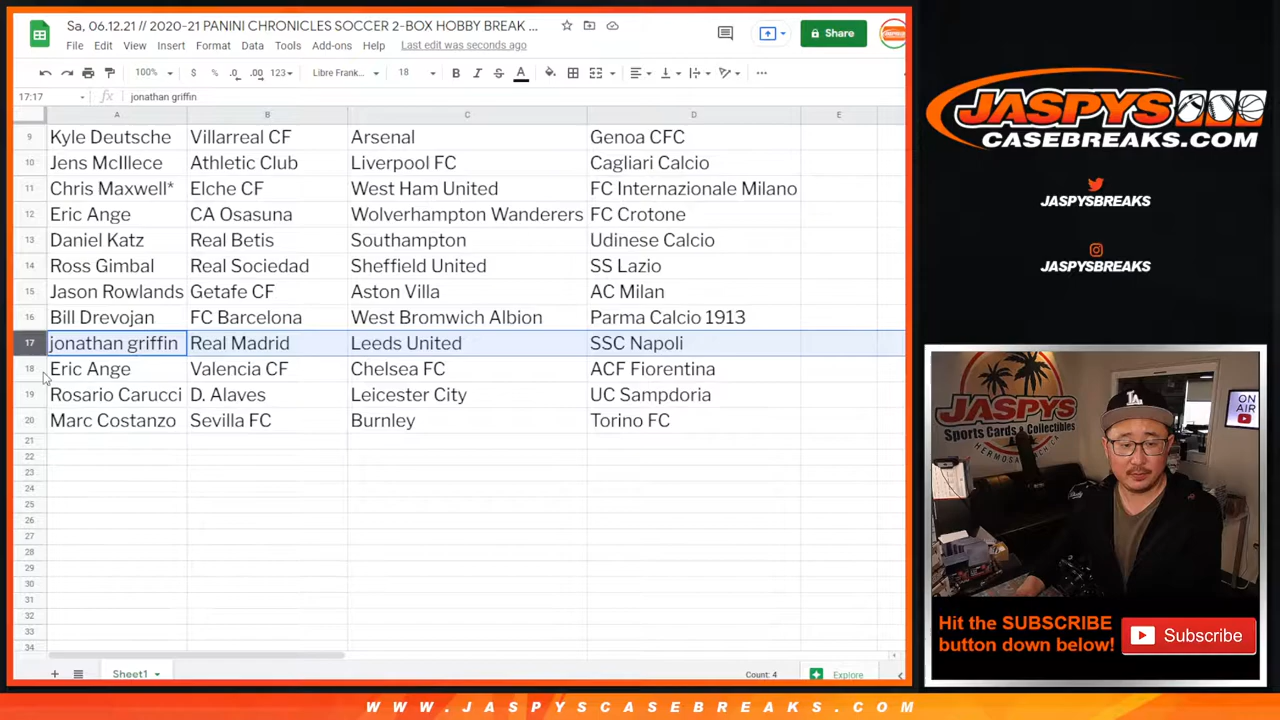 Sa, 06.12.21 // 2020-21 PANINI CHRONICLES SOCCER 2-BOX HOBBY BREAK ...
File Edit View Insert Format Data Tools Add-ons Help Last edit was seconds ago
Share
100% $ % .0 .00 123 Libre Frank... 18 B I S A
17:17 fx jonathan griffin
A B C D E
9 Kyle Deutsche Villarreal CF Arsenal Genoa CFC
10 Jens McIllece Athletic Club Liverpool FC Cagliari Calcio
11 Chris Maxwell* Elche CF West Ham United FC Internazionale Milano
12 Eric Ange CA Osasuna Wolverhampton Wanderers FC Crotone
13 Daniel Katz Real Betis Southampton Udinese Calcio
14 Ross Gimbal Real Sociedad Sheffield United SS Lazio
15 Jason Rowlands Getafe CF Aston Villa AC Milan
16 Bill Drevojan FC Barcelona West Bromwich Albion Parma Calcio 1913
17 jonathan griffin Real Madrid Leeds United SSC Napoli
18 Eric Ange Valencia CF Chelsea FC ACF Fiorentina
19 Rosario Carucci D. Alaves Leicester City UC Sampdoria
20 Marc Costanzo Sevilla FC Burnley Torino FC
21
22
23
24
25
26
27
28
29
30
31
32
33
34
Sheet1 Count: 4 Explore
JASPYS
CASEBREAKS.COM
JASPYSBREAKS
JASPYSBREAKS
JASPYS
Sports Cards & Collectibles
HERMOSA BEACH, CA
LA
ON
AIR
Hit the SUBSCRIBE
button down below!
Subscribe
WWW.JASPYSCASEBREAKS.COM